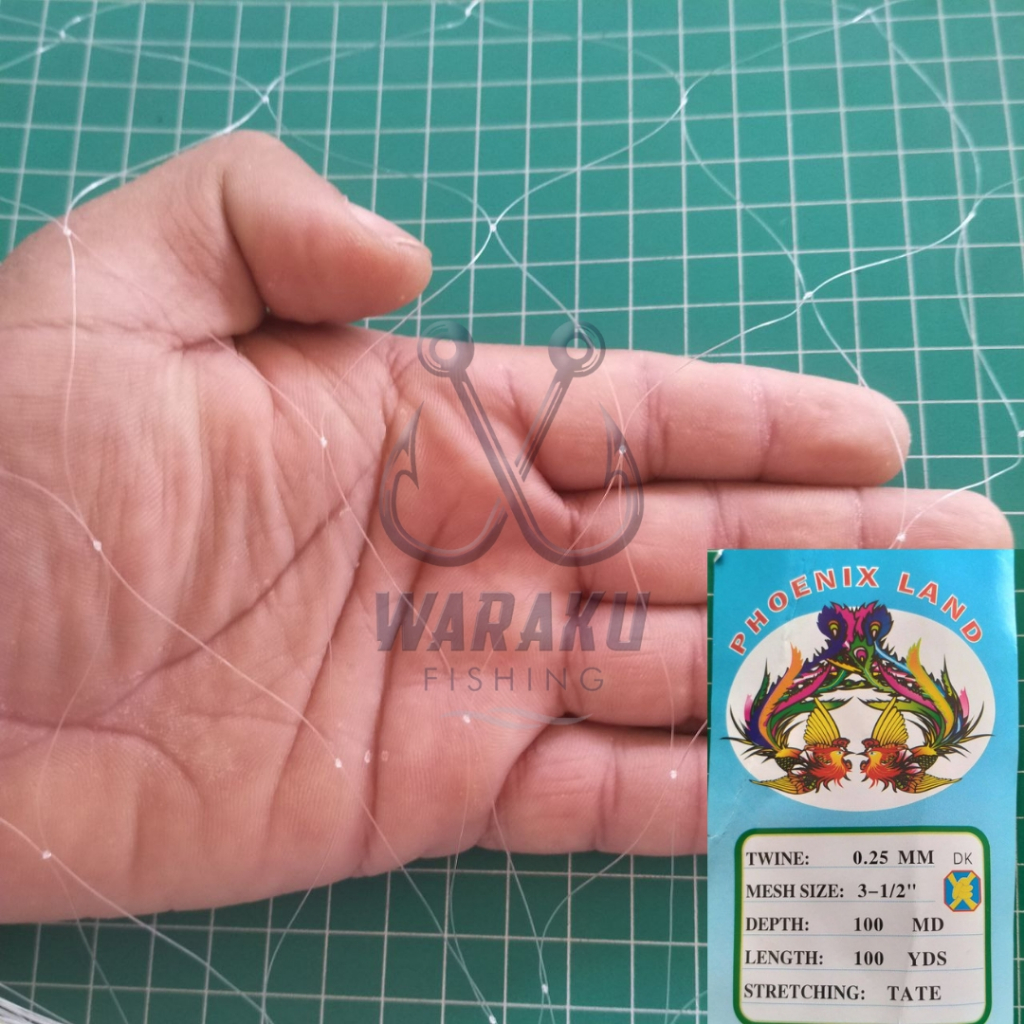 WARAKU
FISHING
PHOENIX LAND
TWINE: 0.25 MM DK
MESH SIZE: 3-1/2"
DEPTH: 100 MD
LENGTH: 100 YDS
STRETCHING: TATE